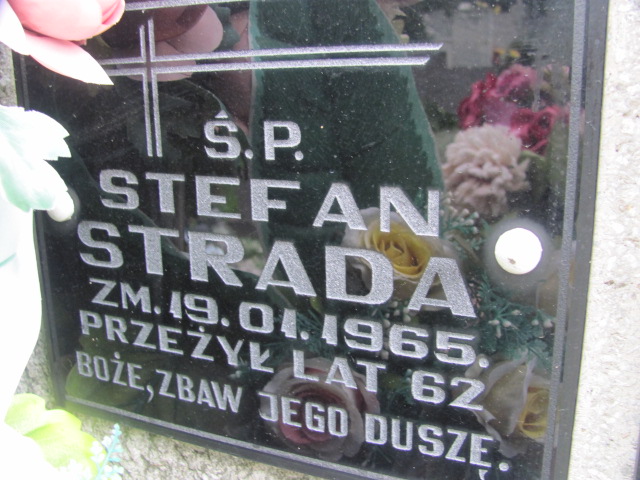 Ś.P.
STEFAN
STRADA
ZM. 19.01.1965.
PRZEŻYŁ LAT 62
BOŻE, ZBAW JEGO DUSZĘ.